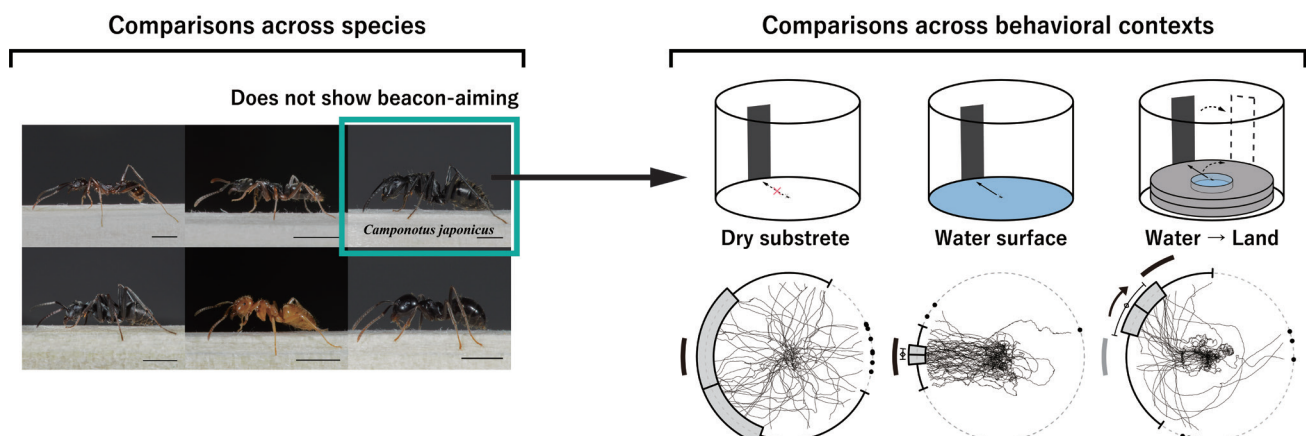 Comparisons across species
Comparisons across behavioral contexts
Does not show beacon-aiming
Camponotus japonicus
Dry substrete
Water surface
Water → Land